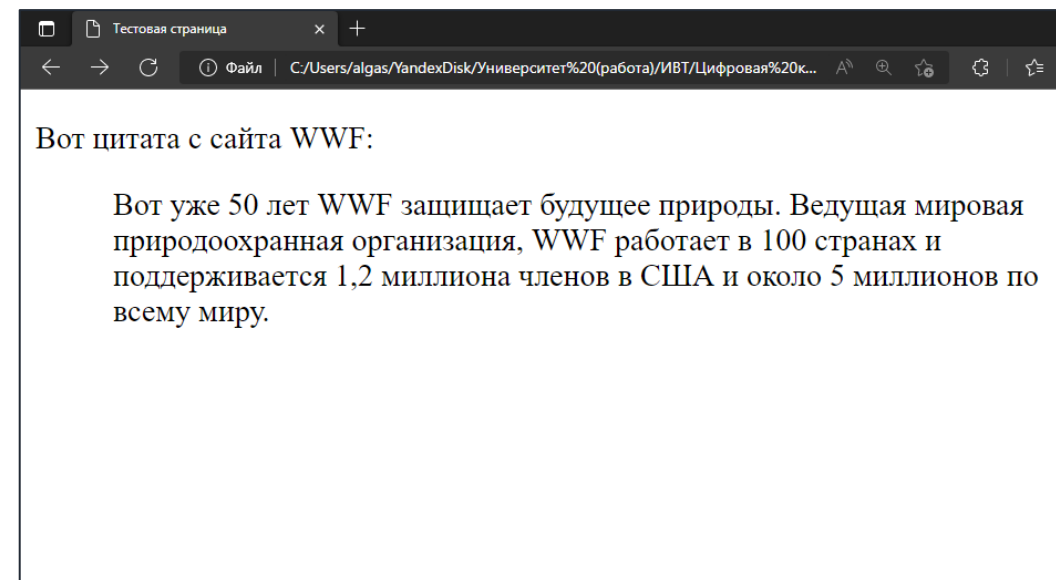 Тестовая страница
Файл | C:/Users/algas/YandexDisk/Университет%20(работа)/ИВТ/Цифровая%20к...
Вот цитата с сайта WWF:
Вот уже 50 лет WWF защищает будущее природы. Ведущая мировая
природоохранная организация, WWF работает в 100 странах и
поддерживается 1,2 миллиона членов в США и около 5 миллионов по
всему миру.